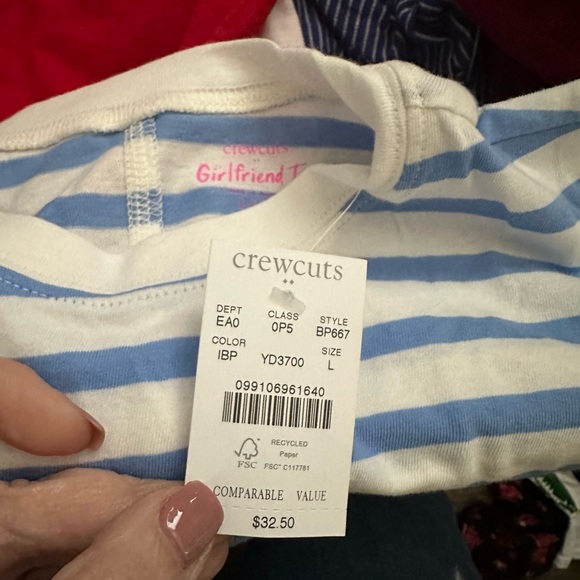 crewcuts
Girlfriend
crewcuts
DEPT CLASS STYLE
EA0 0P5 BP667
COLOR SIZE
IBP YD3700 L
099106961640
FSC
RECYCLED
Paper
FSC® C117781
COMPARABLE VALUE
$32.50